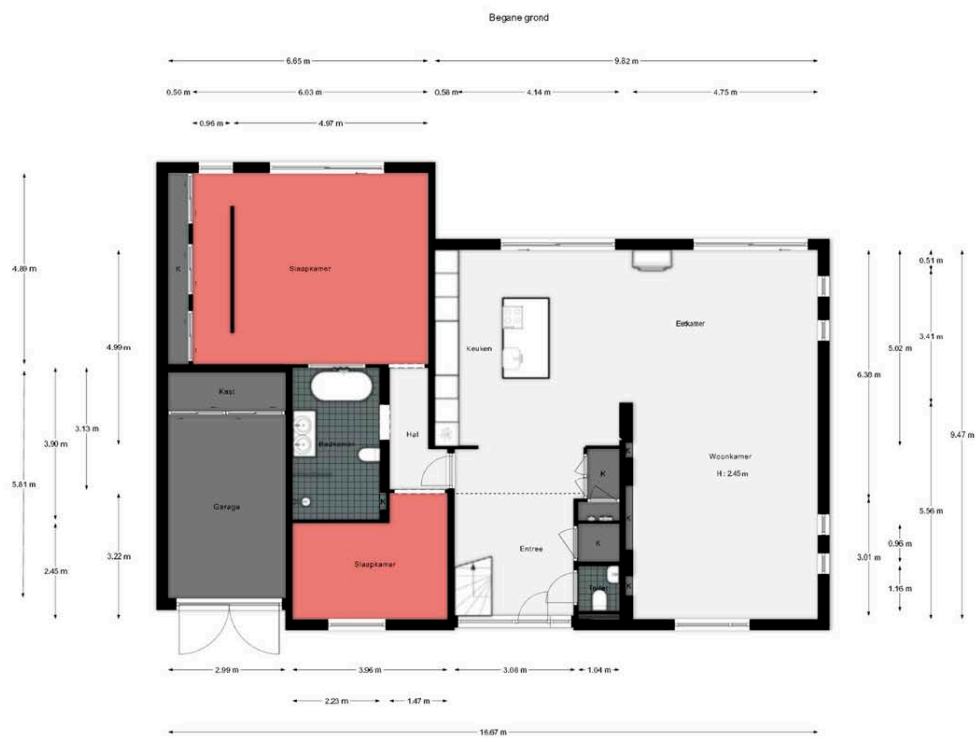 Begane grond
6.65 m
9.82 m
0.50 m
6.03 m
0.58 m
4.14 m
4.75 m
0.96 m
4.97 m
4.89 m
4.99 m
5.81 m
3.90 m
3.13 m
2.45 m
3.22 m
K
Slaapkamer
Keuken
Eetkamer
Kast
Badkamer
Hal
Woonkamer
H : 2.45m
K
K
Garage
K
K
Slaapkamer
Entree
K
Toilet
K
0.51 m
3.41 m
5.02 m
6.38 m
9.47 m
5.56 m
0.96 m
3.01 m
1.16 m
2.99 m
3.96 m
3.08 m
1.04 m
2.23 m
1.47 m
16.67 m